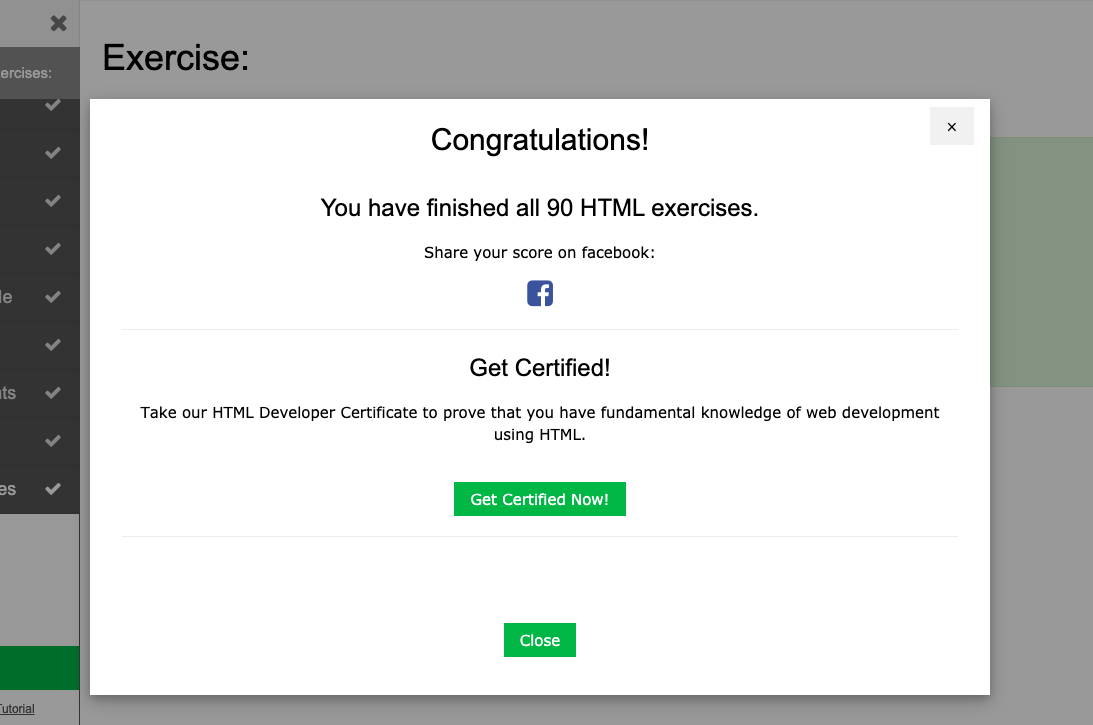 Exercise:
ercises:
Congratulations!
×
You have finished all 90 HTML exercises.
Share your score on facebook:
le
Get Certified!
nts
Take our HTML Developer Certificate to prove that you have fundamental knowledge of web development
using HTML.
es
Get Certified Now!
Close
Tutorial